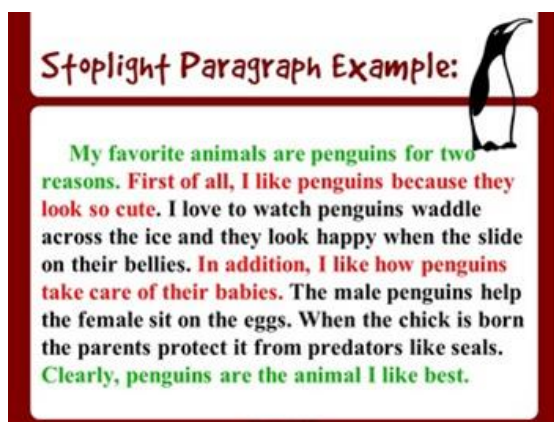 Stoplight Paragraph Example:
My favorite animals are penguins for two
reasons. First of all, I like penguins because they
look so cute. I love to watch penguins waddle
across the ice and they look happy when the slide
on their bellies. In addition, I like how penguins
take care of their babies. The male penguins help
the female sit on the eggs. When the chick is born
the parents protect it from predators like seals.
Clearly, penguins are the animal I like best.